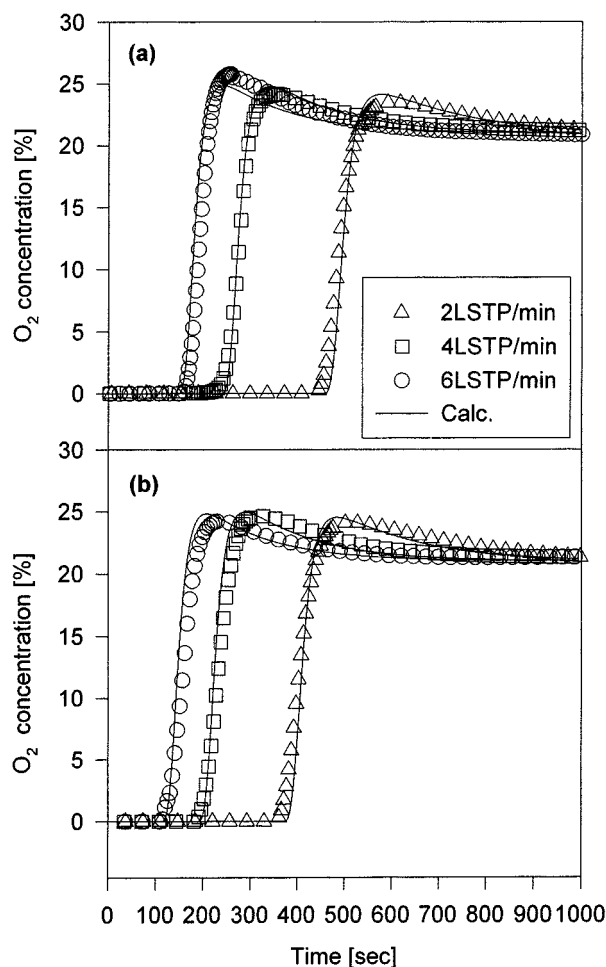 30
(a)
25
20
15
10
5
0
O2 concentration [%]
2LSTP/min
4LSTP/min
6LSTP/min
Calc.
30
(b)
25
20
15
10
5
0
O2 concentration [%]
0 100 200 300 400 500 600 700 800 900 1000
Time [sec]